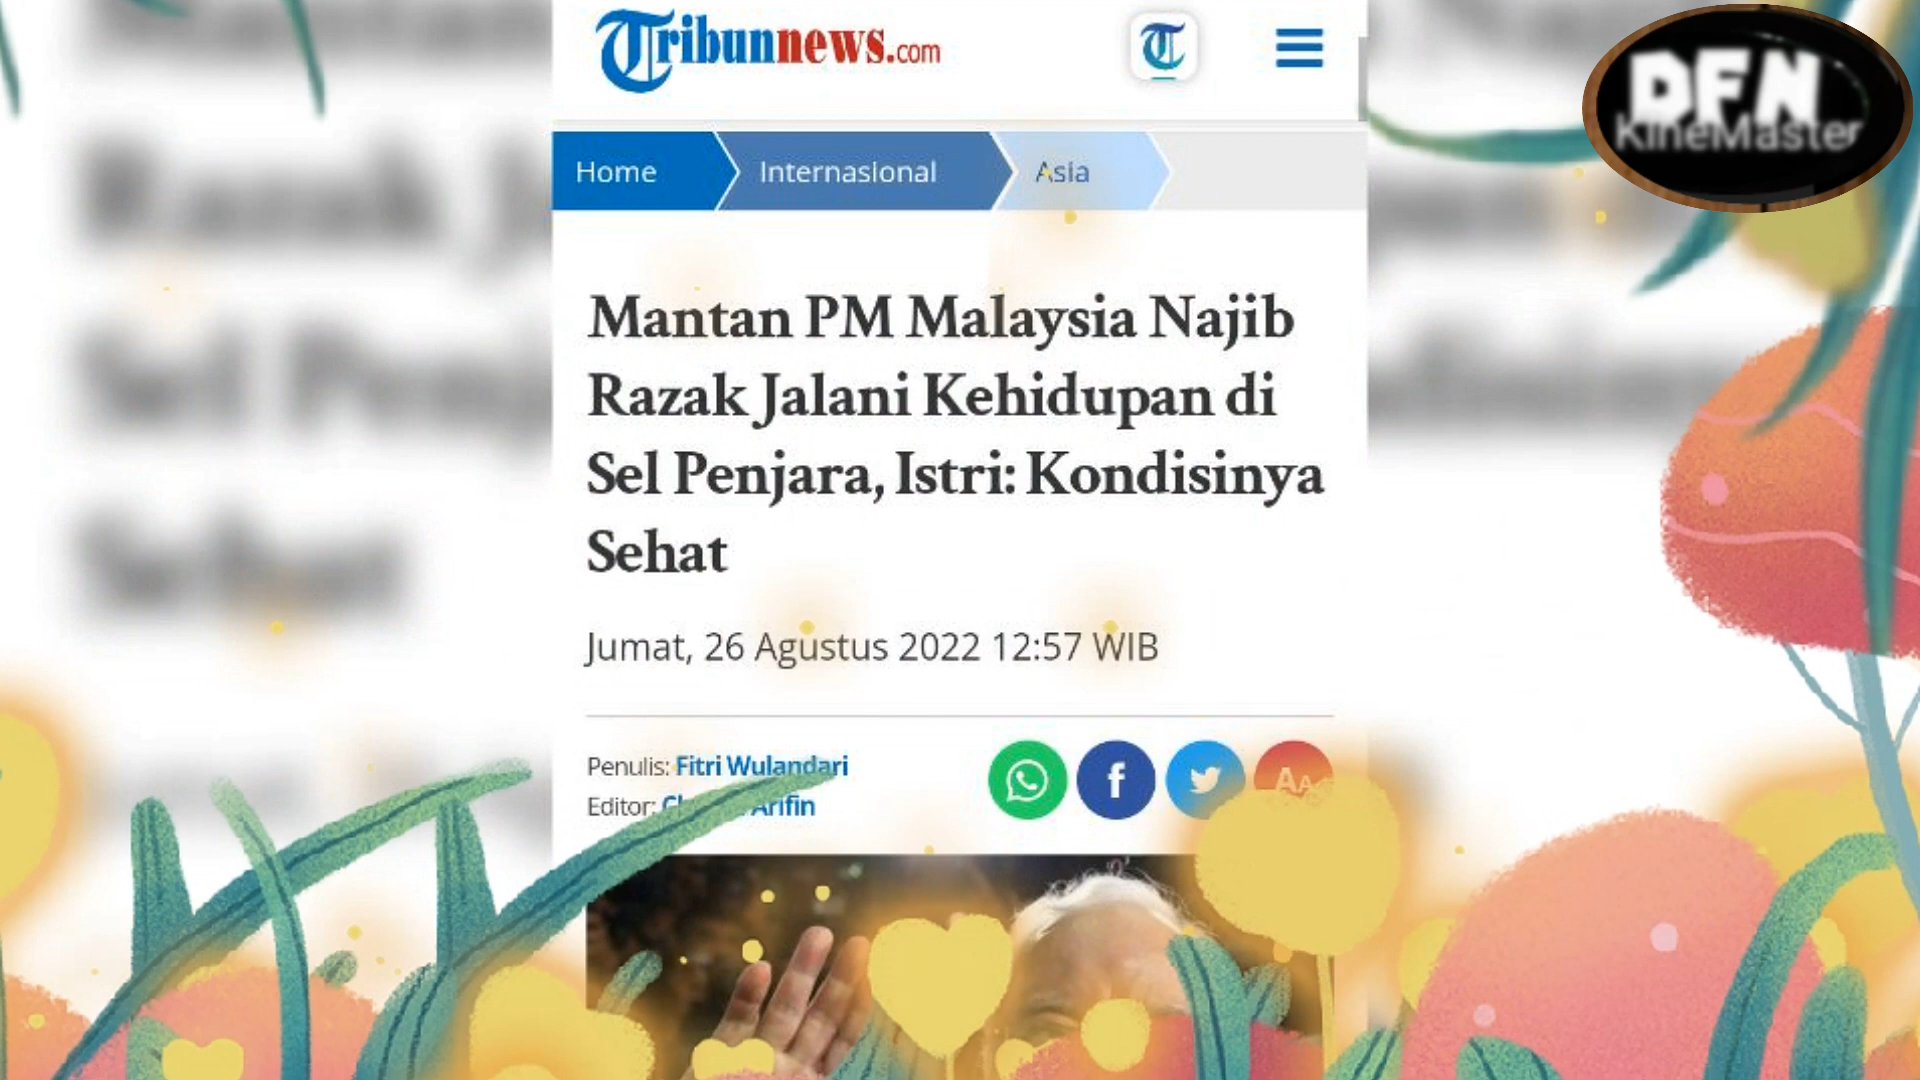 Tribunnews.com
DFN
KineMaster
Home
Internasional
Asia
Mantan PM Malaysia Najib
Razak Jalani Kehidupan di
Sel Penjara, Istri: Kondisinya
Sehat
Jumat, 26 Agustus 2022 12:57 WIB
Penulis: Fitri Wulandari
Editor: Arifin